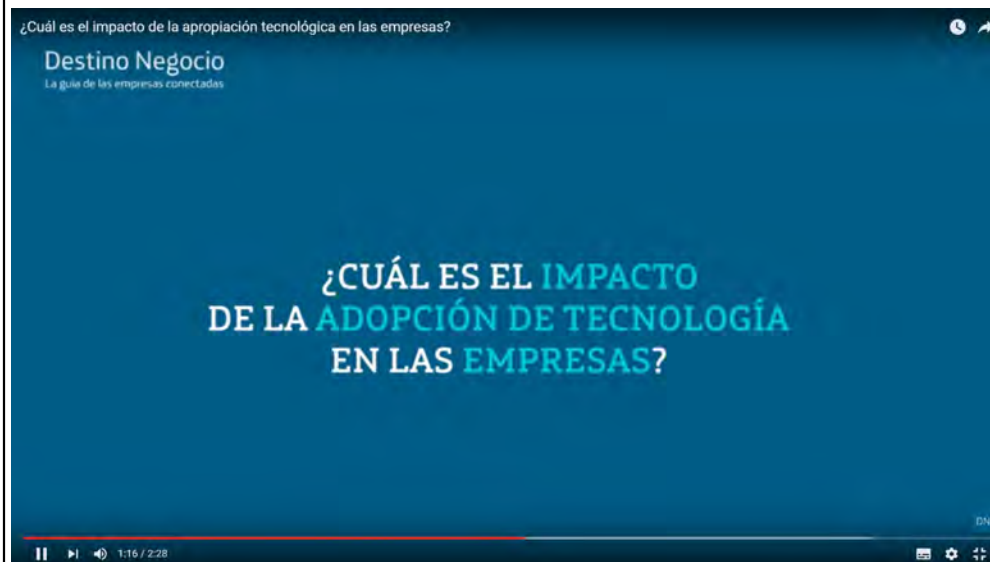 ¿Cuál es el impacto de la apropiación tecnológica en las empresas?
Destino Negocio
La guía de las empresas conectadas
¿CUÁL ES EL IMPACTO
DE LA ADOPCIÓN DE TECNOLOGÍA
EN LAS EMPRESAS?
DN
1:16 / 2:28